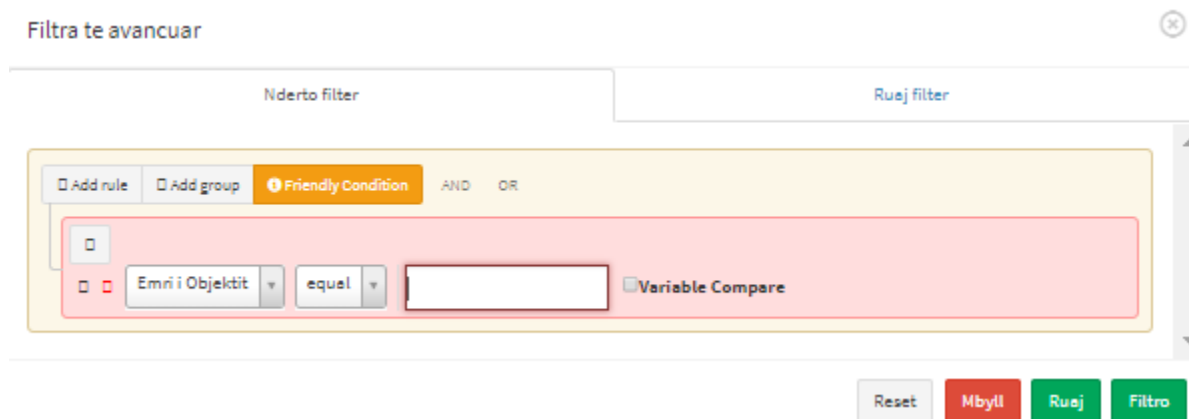 Filtra te avancuar
Nderto filter Ruaj filter
Add rule Add group Friendly Condition AND OR
Emri i Objektit equal Variable Compare
Reset Mbyll Ruaj Filtro